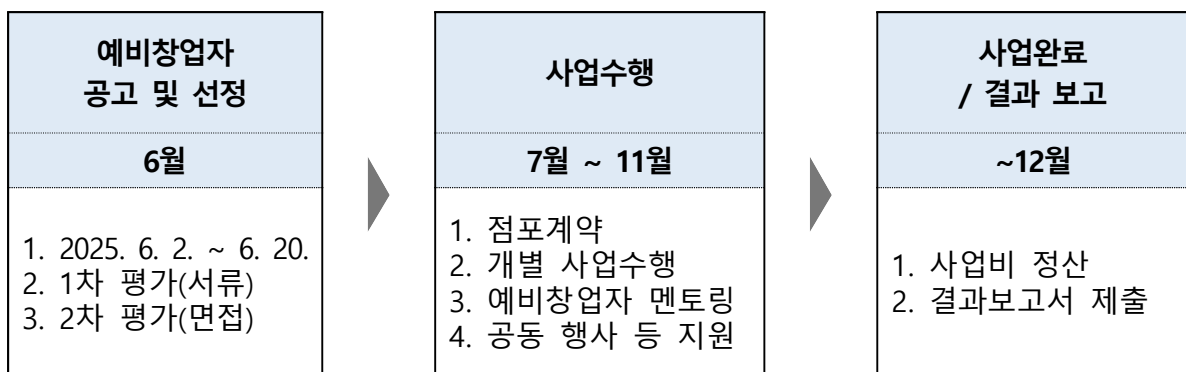 예비창업자
공고 및 선정
6월
1. 2025. 6. 2. ~ 6. 20.
2. 1차 평가(서류)
3. 2차 평가(면접)
사업수행
7월 ~ 11월
1. 점포계약
2. 개별 사업수행
3. 예비창업자 멘토링
4. 공동 행사 등 지원
사업완료
/ 결과 보고
~12월
1. 사업비 정산
2. 결과보고서 제출